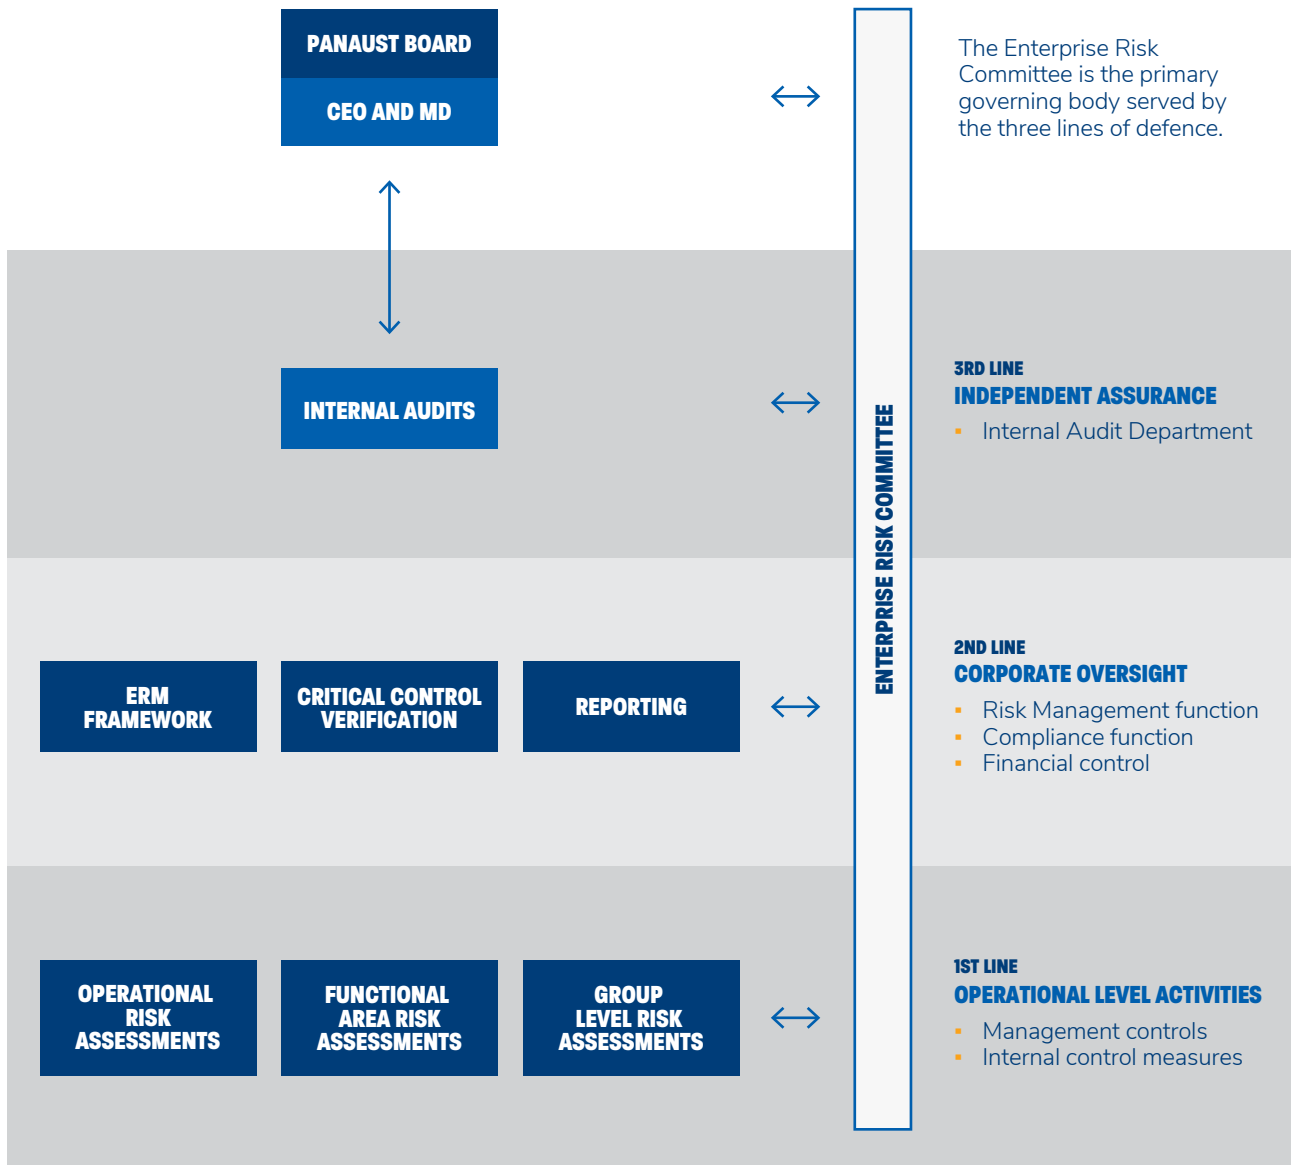 PANAUST BOARD
CEO AND MD
The Enterprise Risk
Committee is the primary
governing body served by
the three lines of defence.
INTERNAL AUDITS
ENTERPRISE RISK COMMITTEE
3RD LINE
INDEPENDENT ASSURANCE
▪ Internal Audit Department
ERM
FRAMEWORK
CRITICAL CONTROL
VERIFICATION
REPORTING
2ND LINE
CORPORATE OVERSIGHT
▪ Risk Management function
▪ Compliance function
▪ Financial control
OPERATIONAL
RISK
ASSESSMENTS
FUNCTIONAL
AREA RISK
ASSESSMENTS
GROUP
LEVEL RISK
ASSESSMENTS
1ST LINE
OPERATIONAL LEVEL ACTIVITIES
▪ Management controls
▪ Internal control measures